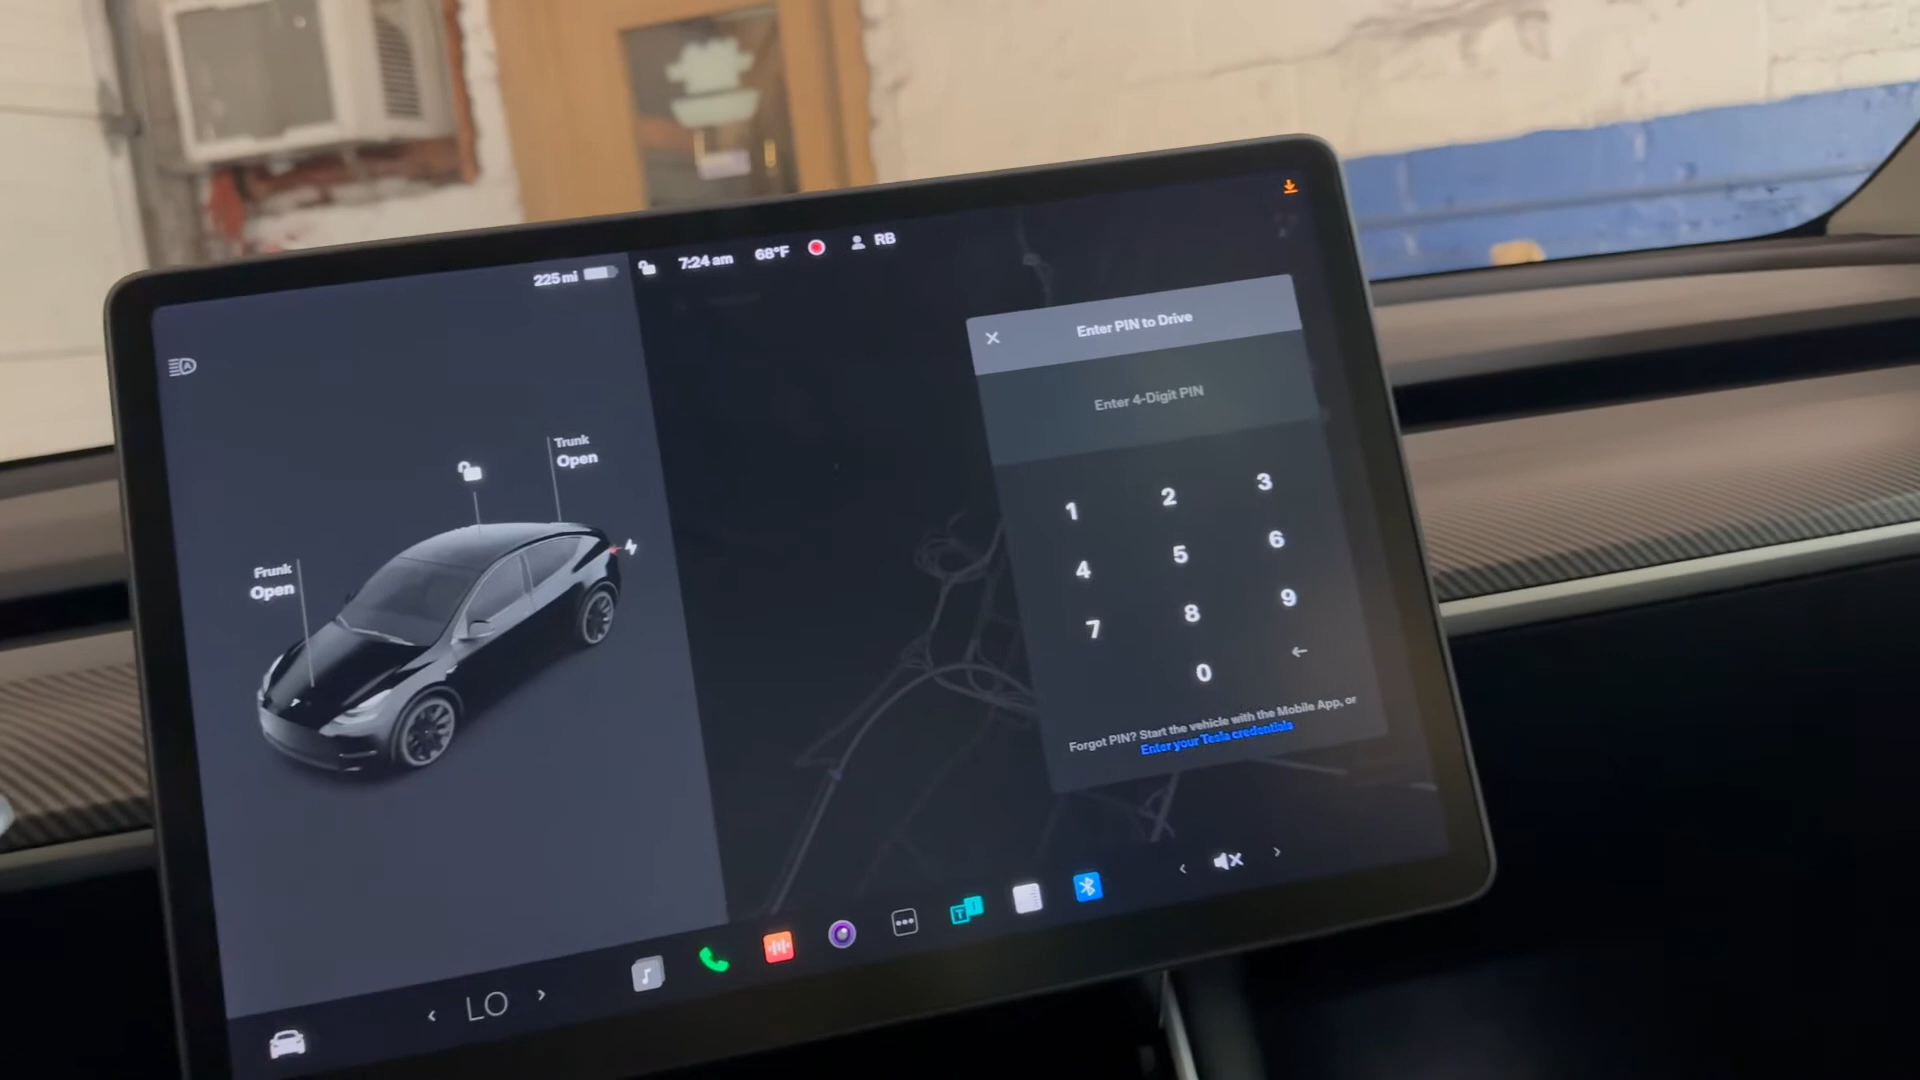 225 mi
7:24 am
68°F
RB
Enter PIN to Drive
Enter 4-Digit PIN
Trunk
Open
Frunk
Open
1
2
3
4
5
6
7
8
9
0
Forgot PIN? Start the vehicle with the Mobile App, or
Enter your Tesla credentials
LO